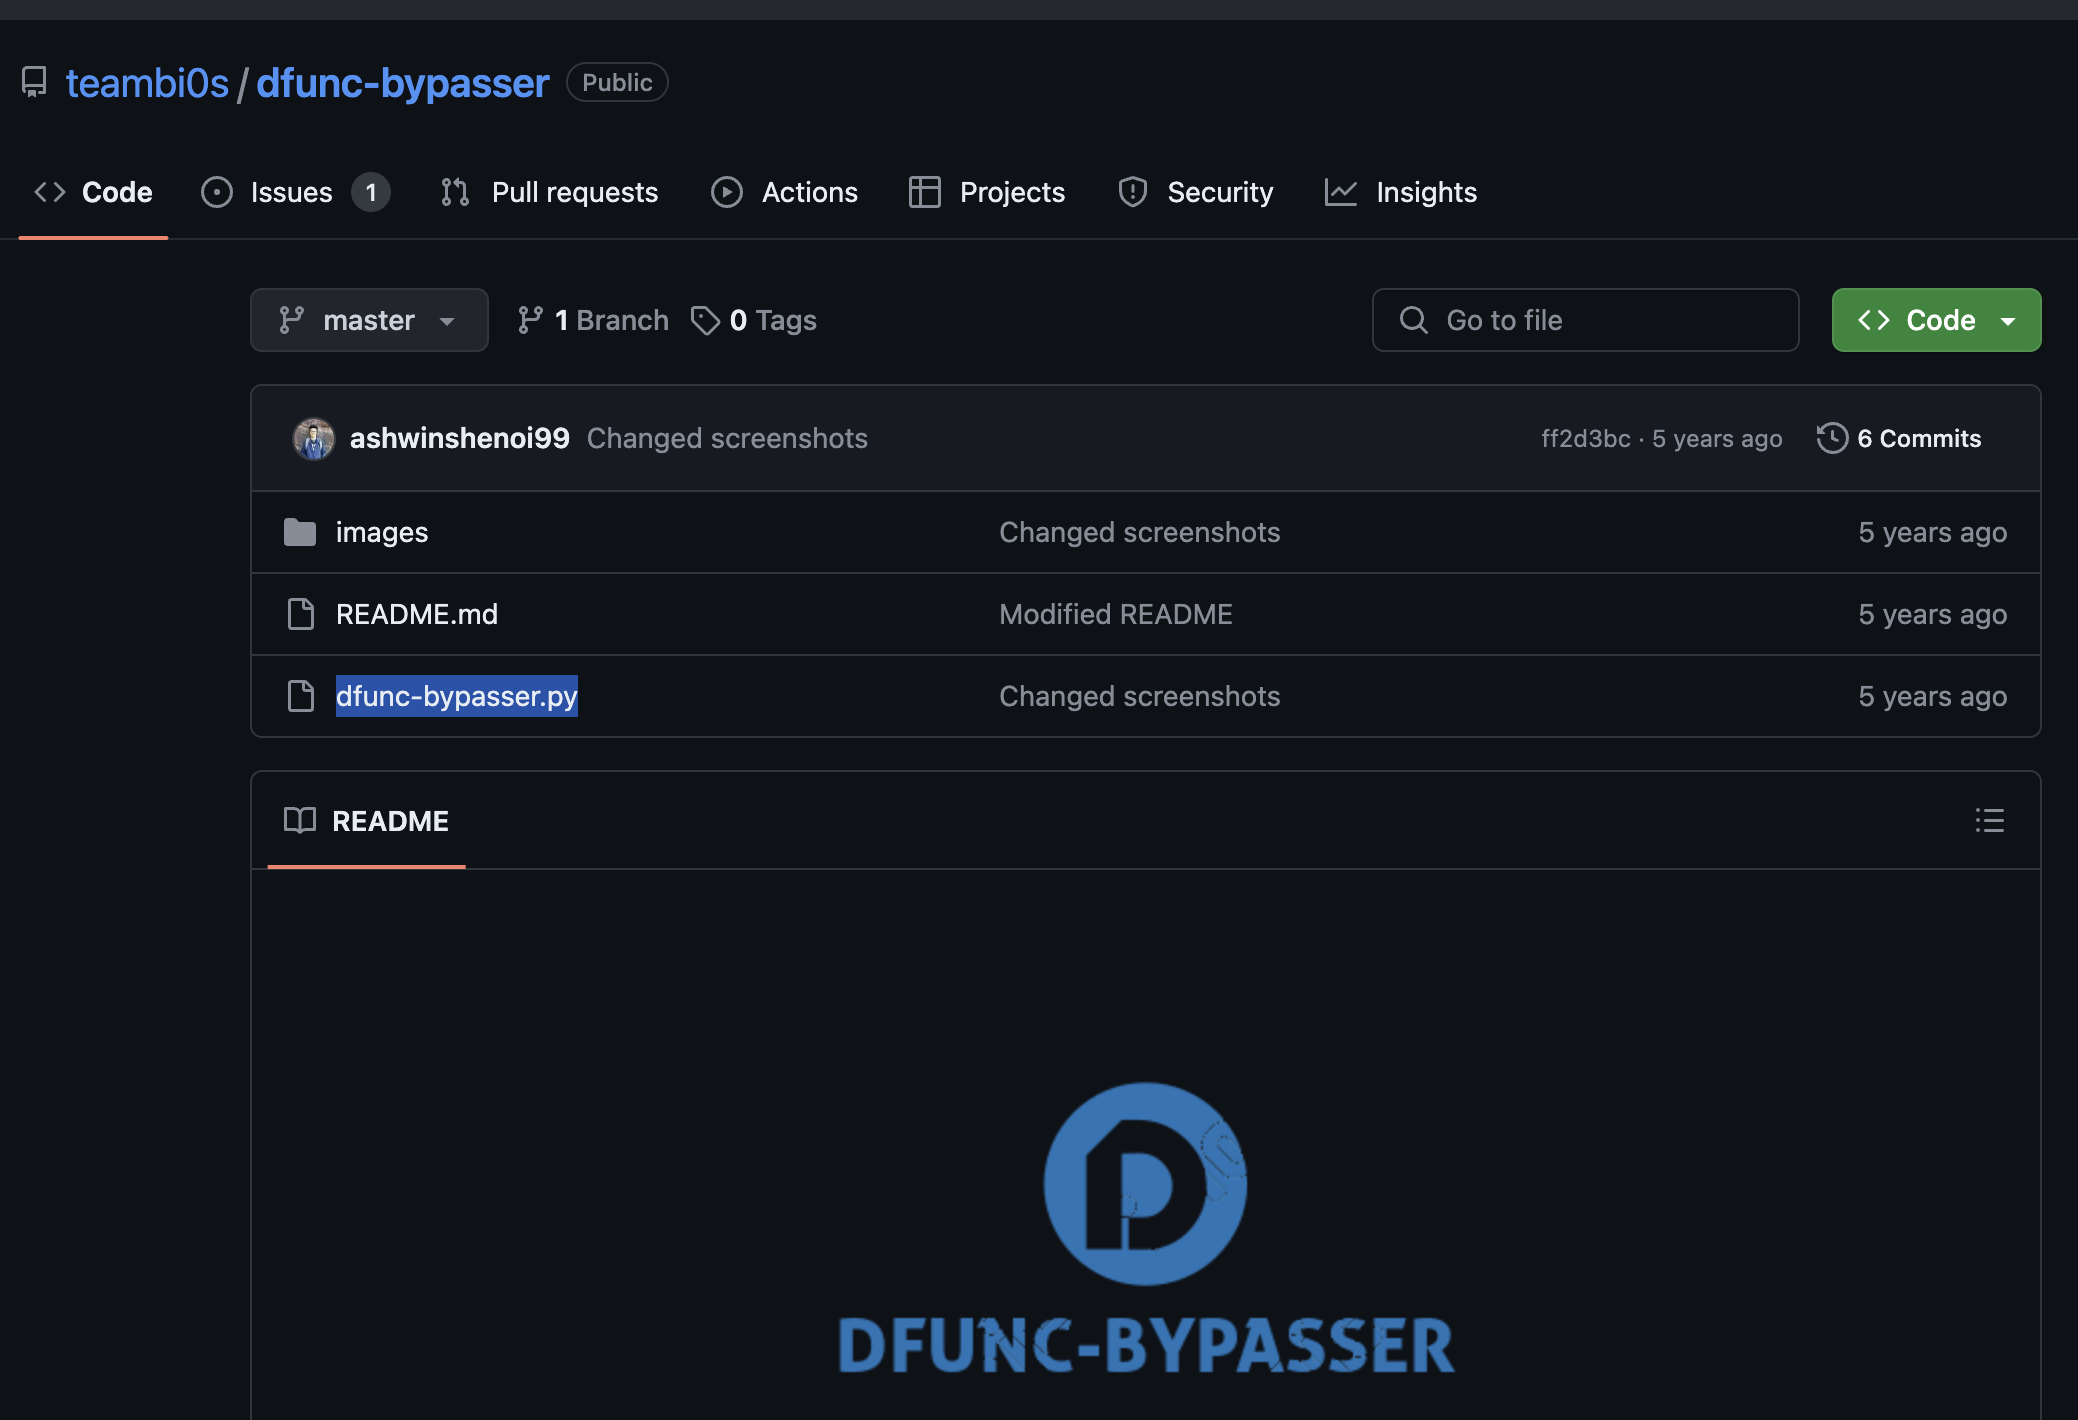 teambi0s / dfunc-bypasser Public
Code Issues 1 Pull requests Actions Projects Security Insights
master 1 Branch 0 Tags Go to file Code
ashwinshenoi99 Changed screenshots ff2d3bc · 5 years ago 6 Commits
images Changed screenshots 5 years ago
README.md Modified README 5 years ago
dfunc-bypasser.py Changed screenshots 5 years ago
README
DFUNC-BYPASSER